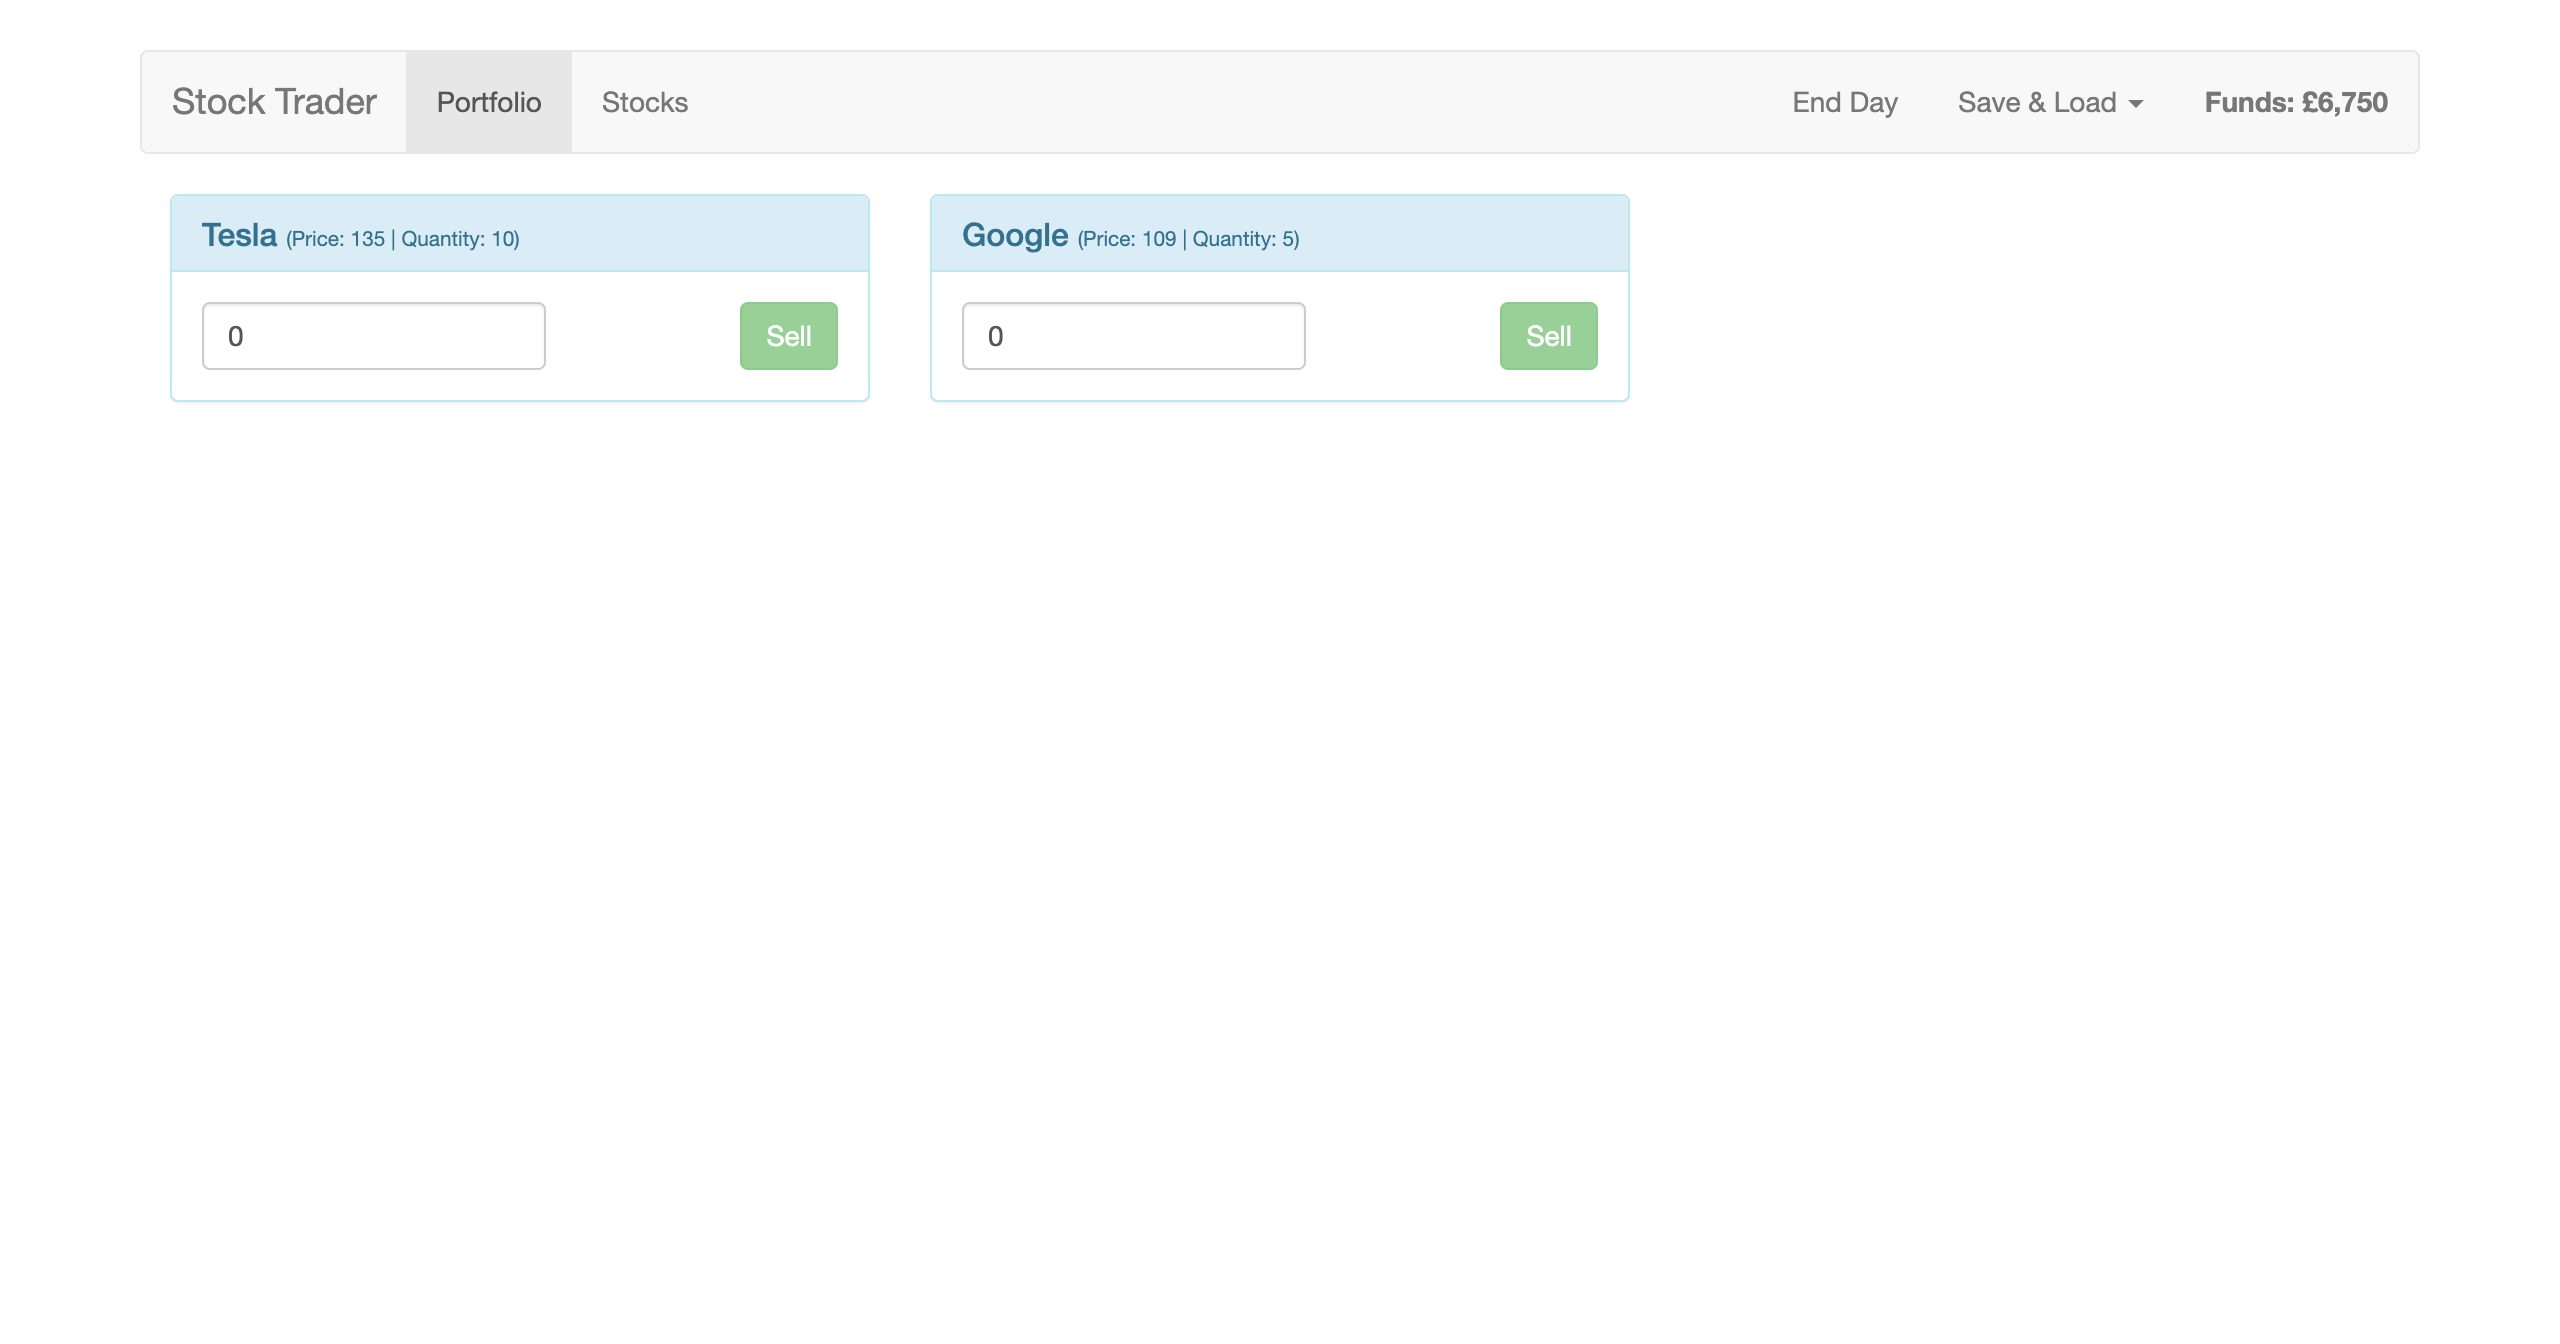 Stock Trader Portfolio Stocks End Day Save & Load Funds: £6,750
Tesla (Price: 135 | Quantity: 10)
0 Sell
Google (Price: 109 | Quantity: 5)
0 Sell